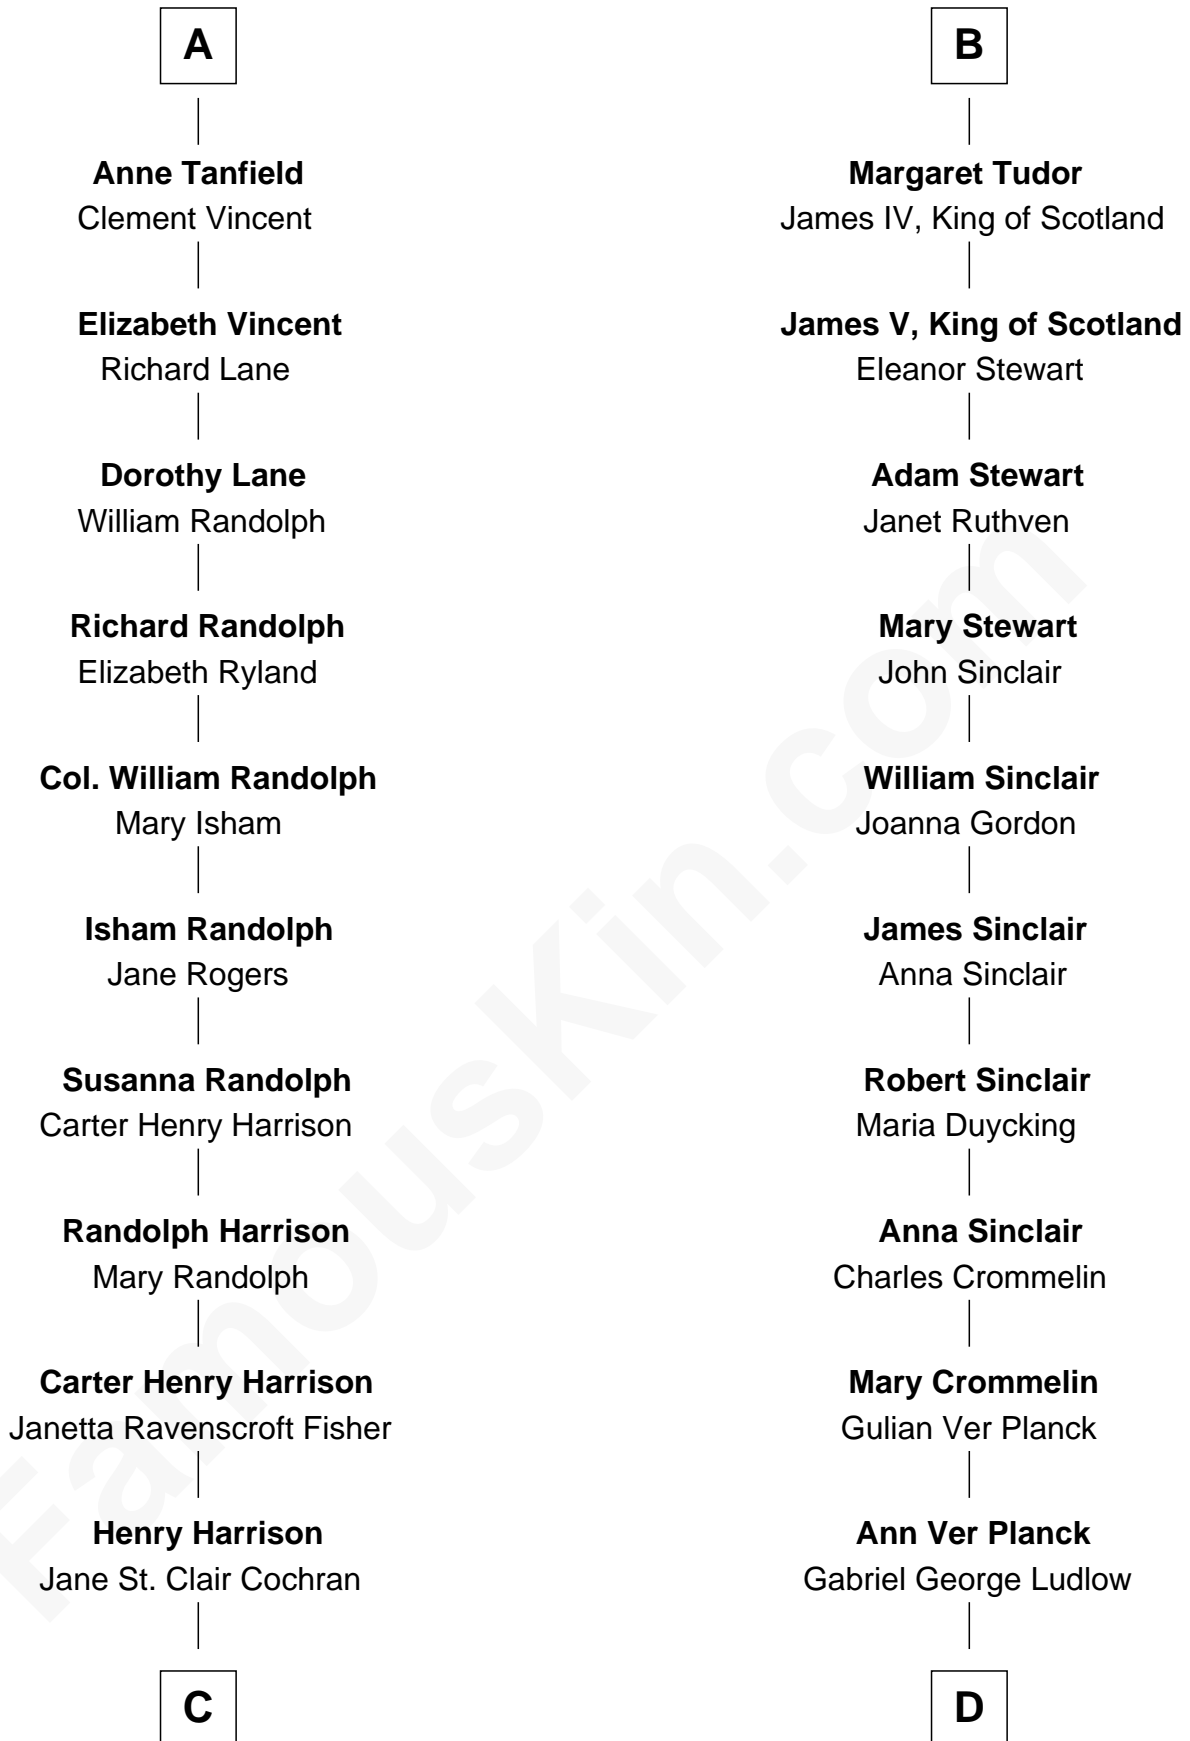 A
Anne Tanfield
Clement Vincent
Elizabeth Vincent
Richard Lane
Dorothy Lane
William Randolph
Richard Randolph
Elizabeth Ryland
Col. William Randolph
Mary Isham
Isham Randolph
Jane Rogers
Susanna Randolph
Carter Henry Harrison
Randolph Harrison
Mary Randolph
Carter Henry Harrison
Janetta Ravenscroft Fisher
Henry Harrison
Jane St. Clair Cochran
C
B
Margaret Tudor
James IV, King of Scotland
James V, King of Scotland
Eleanor Stewart
Adam Stewart
Janet Ruthven
Mary Stewart
John Sinclair
William Sinclair
Joanna Gordon
James Sinclair
Anna Sinclair
Robert Sinclair
Maria Duycking
Anna Sinclair
Charles Crommelin
Mary Crommelin
Gulian Ver Planck
Ann Ver Planck
Gabriel George Ludlow
D
FamousKin.com